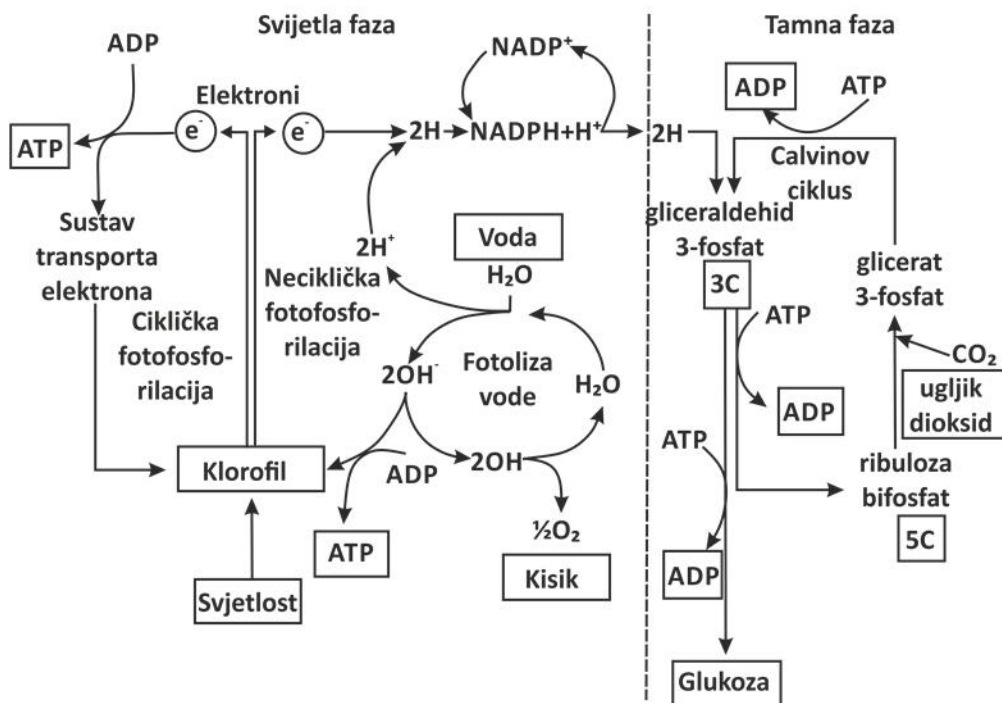 Svijetla faza
Tamna faza
ADP
NADP⁺
Elektroni
e⁻
e⁻
2H
NADPH+H⁺
2H
ATP
ADP
ATP
Calvinov
ciklus
Sustav
transporta
elektrona
gliceraldehid
3-fosfat
3C
glicerat
3-fosfat
2H⁺
Voda
H₂O
Neciklička
fotofosfo-
rilacija
Ciklička
fotofosfo-
rilacija
ATP
CO₂
ugljik
dioksid
2OH⁻
Fotoliza
vode
H₂O
ADP
ATP
Klorofil
ADP
2OH
ribuloza
bifosfat
5C
ATP
½O₂
Kisik
ADP
Svjetlost
Glukoza